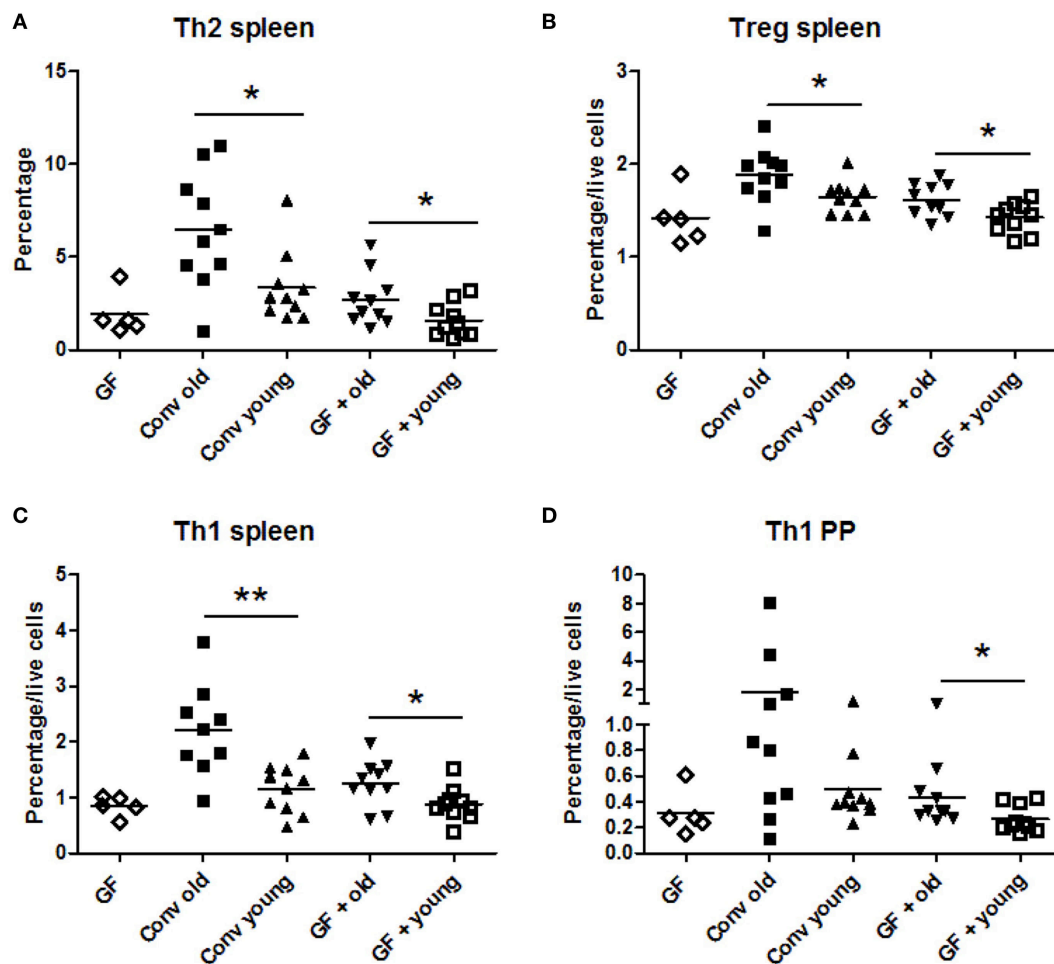 A
Th2 spleen
Percentage
15
10
5
0
*
*
GF
Conv old
Conv young
GF + old
GF + young
B
Treg spleen
Percentage/live cells
3
2
1
0
*
*
GF
Conv old
Conv young
GF + old
GF + young
C
Th1 spleen
Percentage/live cells
5
4
3
2
1
0
**
*
GF
Conv old
Conv young
GF + old
GF + young
D
Th1 PP
Percentage/live cells
10
8
6
4
2
1.0
0.8
0.6
0.4
0.2
0.0
*
GF
Conv old
Conv young
GF + old
GF + young